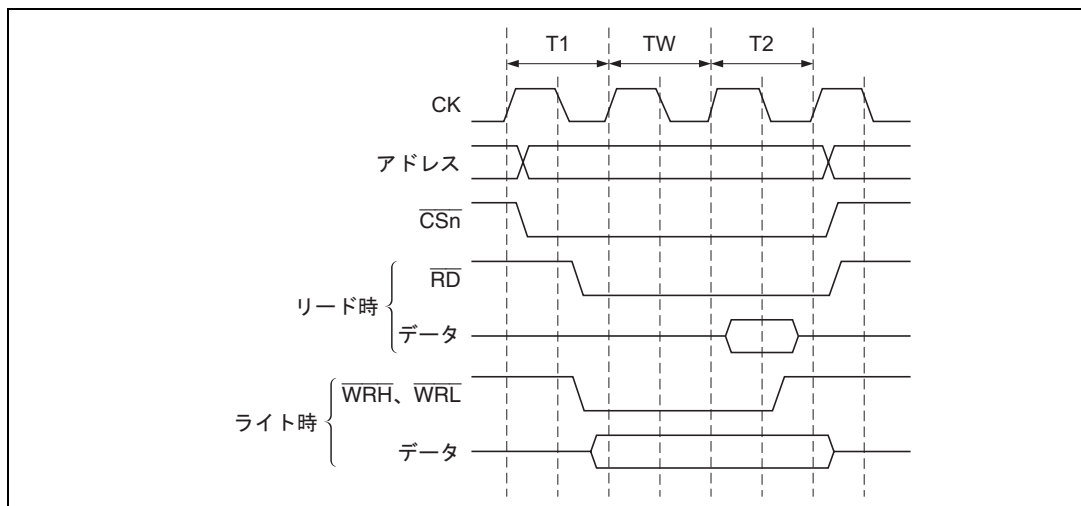 T1 TW T2
CK
アドレス
CSn
リード時
RD
データ
ライト時
WRH、WRL
データ